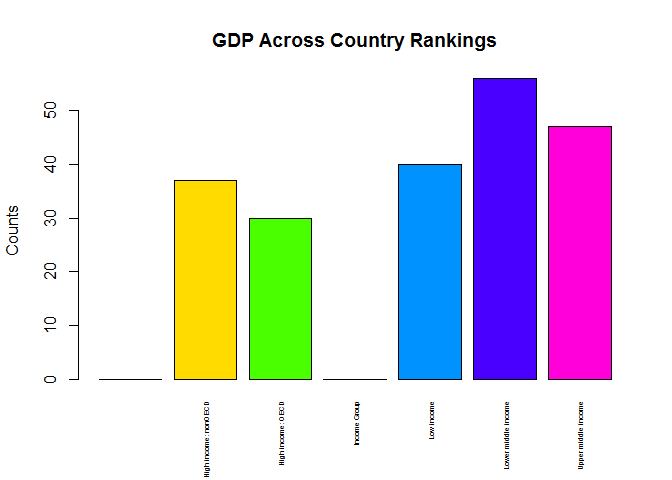 GDP Across Country Rankings
Counts
50
40
30
20
10
0
High income: nonOECD
High income: OECD
Income Group
Low income
Lower middle income
Upper middle income